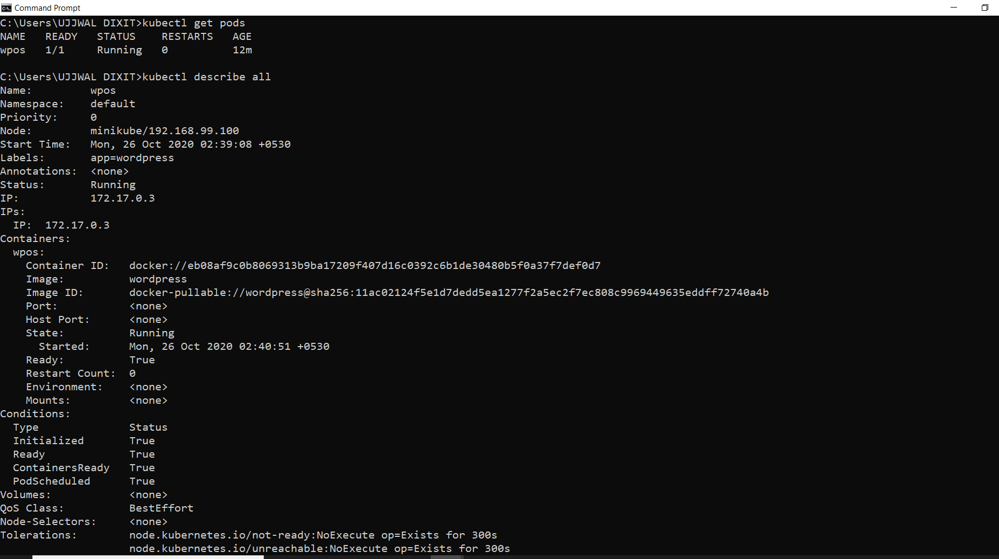 Command Prompt
C:\Users\UJJWAL DIXIT>kubectl get pods
NAME   READY   STATUS    RESTARTS   AGE
wpos   1/1     Running   0          12m
C:\Users\UJJWAL DIXIT>kubectl describe all
Name:         wpos
Namespace:    default
Priority:     0
Node:         minikube/192.168.99.100
Start Time:   Mon, 26 Oct 2020 02:39:08 +0530
Labels:       app=wordpress
Annotations:  <none>
Status:       Running
IP:           172.17.0.3
IPs:
  IP:  172.17.0.3
Containers:
  wpos:
    Container ID:   docker://eb08af9c0b8069313b9ba17209f407d16c0392c6b1de30480b5f0a37f7def0d7
    Image:          wordpress
    Image ID:       docker-pullable://wordpress@sha256:11ac02124f5e1d7dedd5ea1277f2a5ec2f7ec808c9969449635eddff72740a4b
    Port:           <none>
    Host Port:      <none>
    State:          Running
      Started:      Mon, 26 Oct 2020 02:40:51 +0530
    Ready:          True
    Restart Count:  0
    Environment:    <none>
    Mounts:         <none>
Conditions:
  Type              Status
  Initialized       True
  Ready             True
  ContainersReady   True
  PodScheduled      True
Volumes:            <none>
QoS Class:          BestEffort
Node-Selectors:     <none>
Tolerations:        node.kubernetes.io/not-ready:NoExecute op=Exists for 300s
                    node.kubernetes.io/unreachable:NoExecute op=Exists for 300s